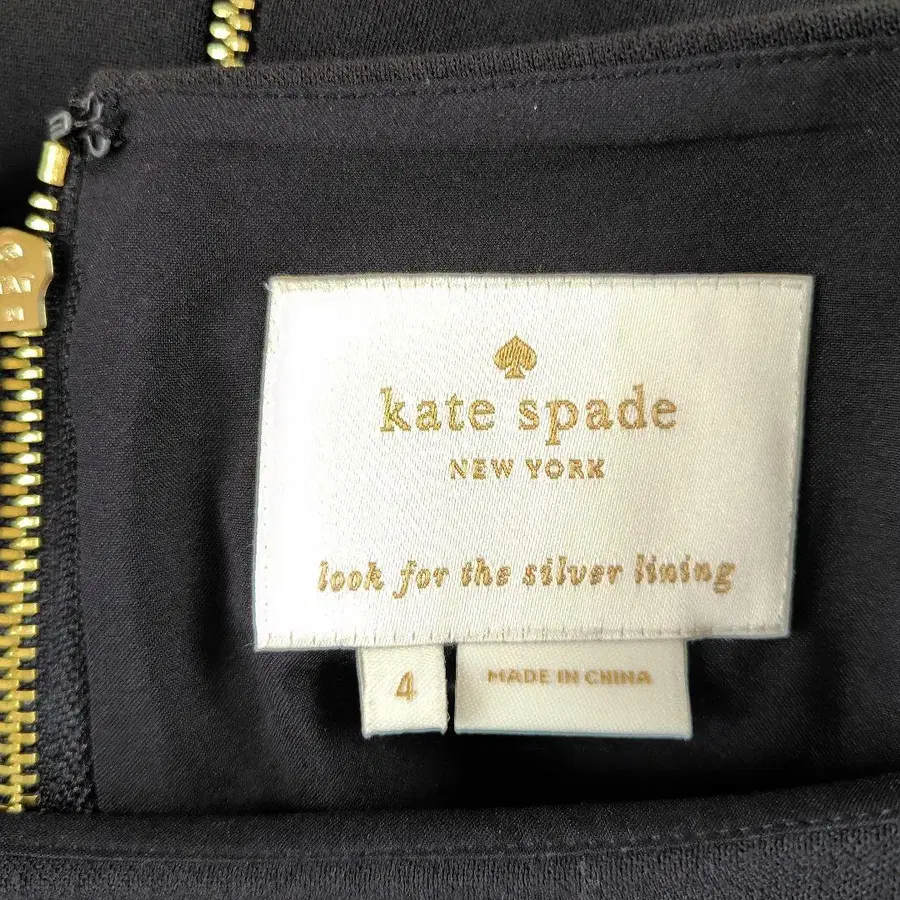 kate spade
NEW YORK
look for the silver lining
4
MADE IN CHINA